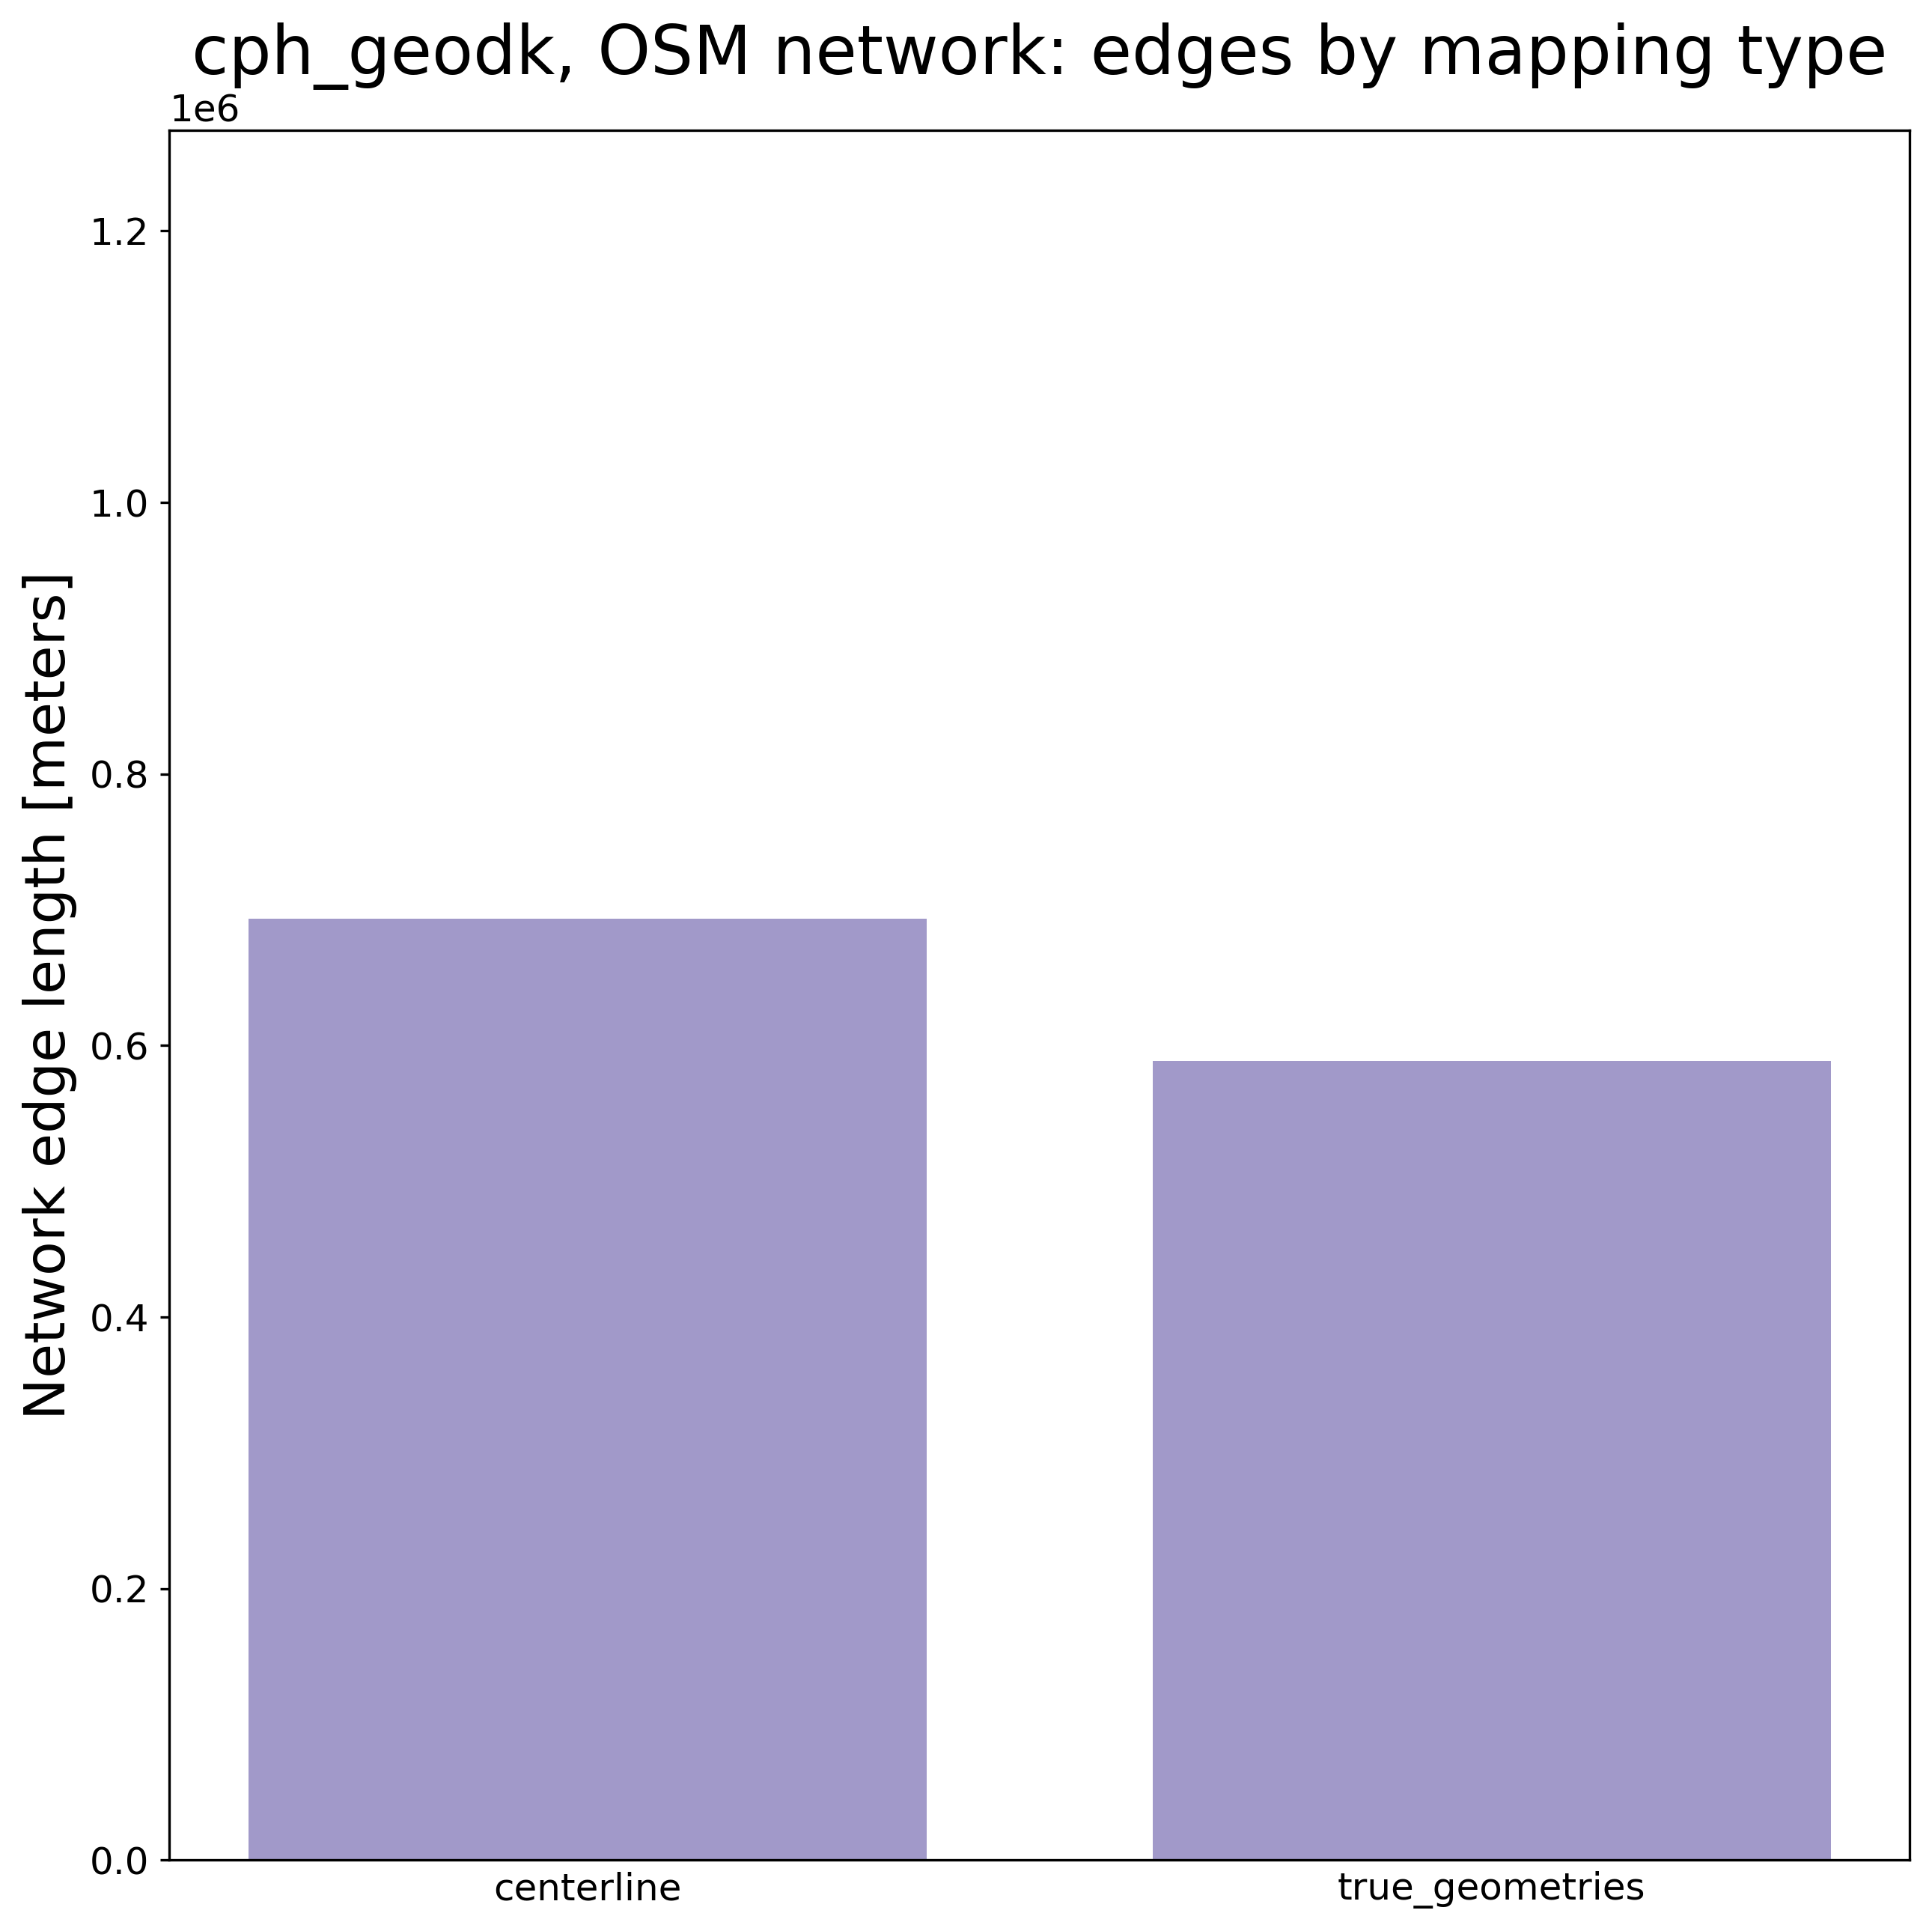 cph_geodk, OSM network: edges by mapping type
1e6
1.2
1.0
0.8
0.6
0.4
0.2
0.0
Network edge length [meters]
centerline
true_geometries